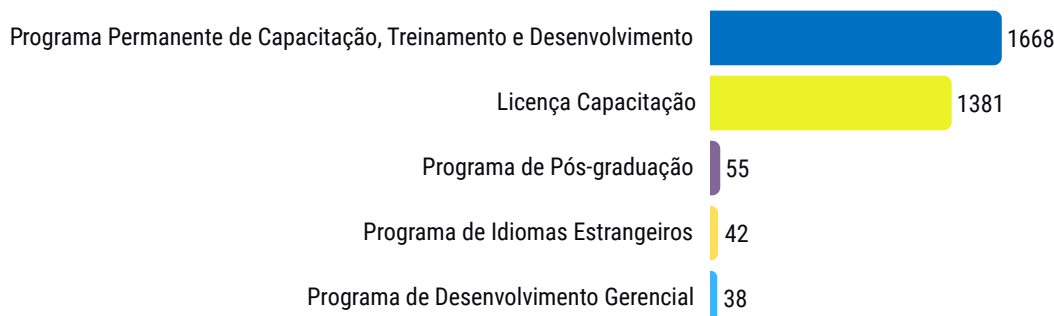 Programa Permanente de Capacitação, Treinamento e Desenvolvimento 1668
Licença Capacitação 1381
Programa de Pós-graduação 55
Programa de Idiomas Estrangeiros 42
Programa de Desenvolvimento Gerencial 38